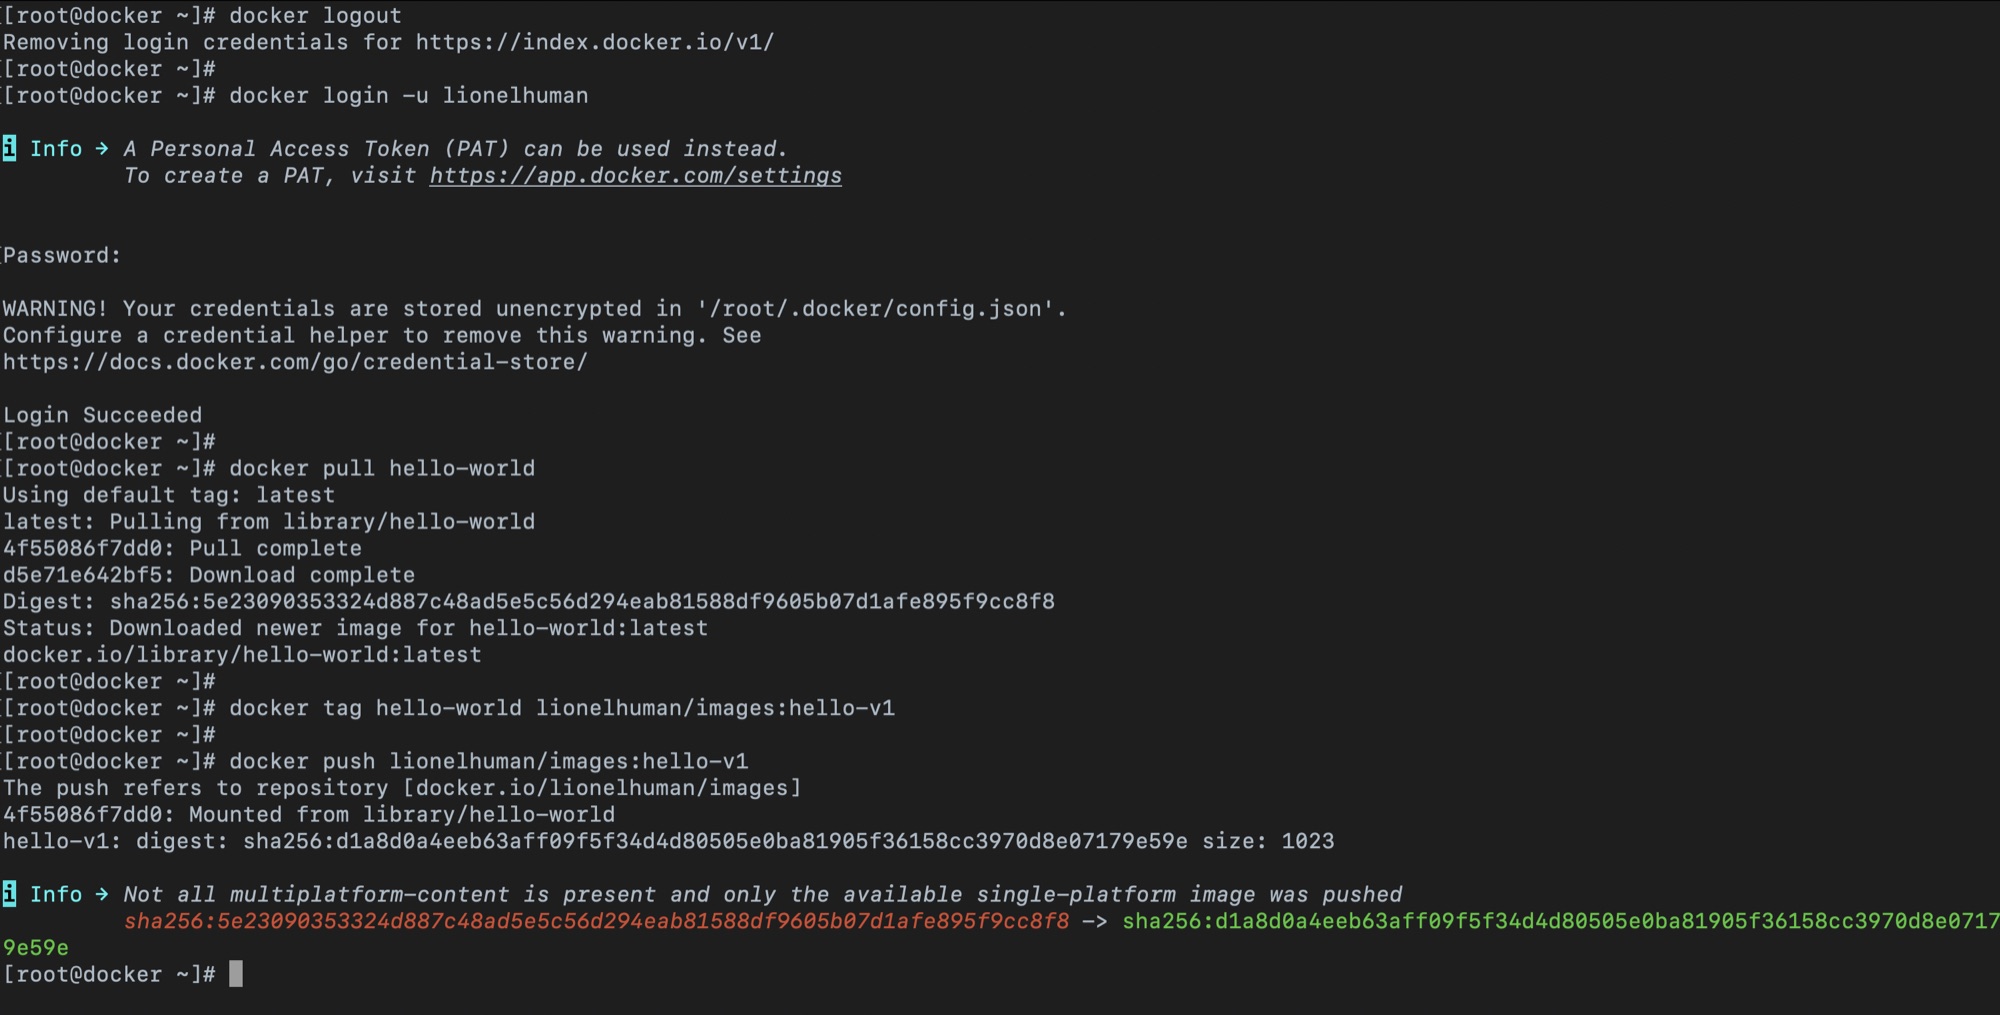 [root@docker ~]# docker logout
Removing login credentials for https://index.docker.io/v1/
[root@docker ~]#
[root@docker ~]# docker login -u lionelhuman
i Info → A Personal Access Token (PAT) can be used instead.
To create a PAT, visit https://app.docker.com/settings
Password:
WARNING! Your credentials are stored unencrypted in '/root/.docker/config.json'.
Configure a credential helper to remove this warning. See
https://docs.docker.com/go/credential-store/
Login Succeeded
[root@docker ~]#
[root@docker ~]# docker pull hello-world
Using default tag: latest
latest: Pulling from library/hello-world
4f55086f7dd0: Pull complete
d5e71e642bf5: Download complete
Digest: sha256:5e23090353324d887c48ad5e5c56d294eab81588df9605b07d1afe895f9cc8f8
Status: Downloaded newer image for hello-world:latest
docker.io/library/hello-world:latest
[root@docker ~]#
[root@docker ~]# docker tag hello-world lionelhuman/images:hello-v1
[root@docker ~]#
[root@docker ~]# docker push lionelhuman/images:hello-v1
The push refers to repository [docker.io/lionelhuman/images]
4f55086f7dd0: Mounted from library/hello-world
hello-v1: digest: sha256:d1a8d0a4eeb63aff09f5f34d4d80505e0ba81905f36158cc3970d8e07179e59e size: 1023
i Info → Not all multiplatform-content is present and only the available single-platform image was pushed
sha256:5e23090353324d887c48ad5e5c56d294eab81588df9605b07d1afe895f9cc8f8 -> sha256:d1a8d0a4eeb63aff09f5f34d4d80505e0ba81905f36158cc3970d8e0717
9e59e
[root@docker ~]#